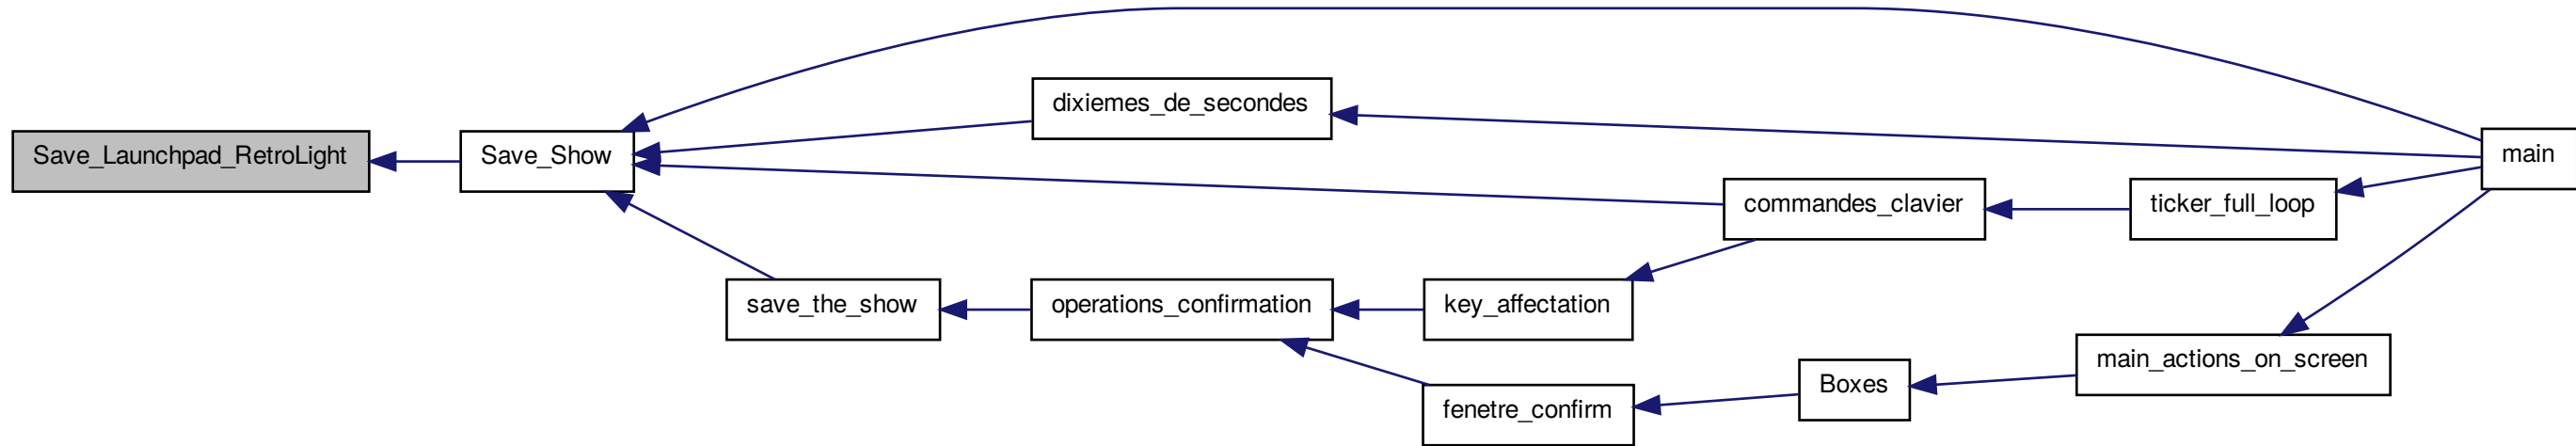 Save_Launchpad_RetroLight
Save_Show
dixiemes_de_secondes
main
commandes_clavier
ticker_full_loop
save_the_show
operations_confirmation
key_affectation
main_actions_on_screen
Boxes
fenetre_confirm